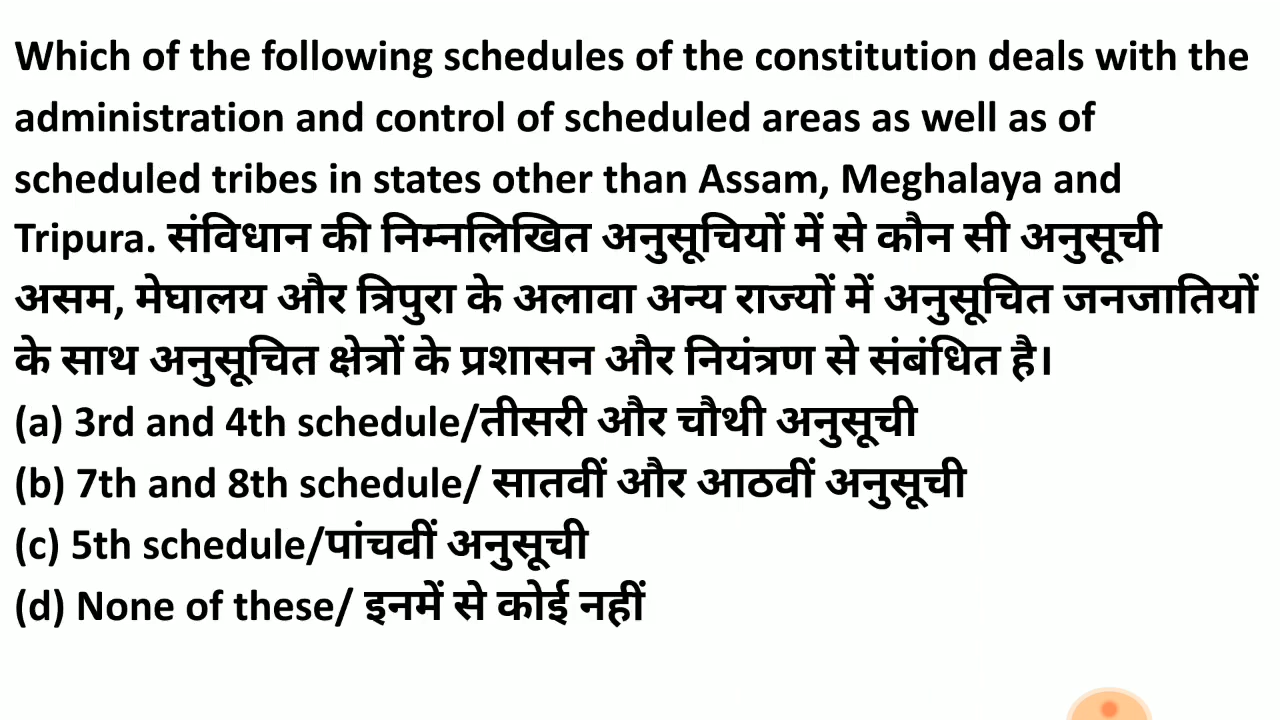 Which of the following schedules of the constitution deals with the
administration and control of scheduled areas as well as of
scheduled tribes in states other than Assam, Meghalaya and
Tripura. संविधान की निम्नलिखित अनुसूचियों में से कौन सी अनुसूची
असम, मेघालय और त्रिपुरा के अलावा अन्य राज्यों में अनुसूचित जनजातियों
के साथ अनुसूचित क्षेत्रों के प्रशासन और नियंत्रण से संबंधित है।
(a) 3rd and 4th schedule/तीसरी और चौथी अनुसूची
(b) 7th and 8th schedule/ सातवीं और आठवीं अनुसूची
(c) 5th schedule/पांचवीं अनुसूची
(d) None of these/ इनमें से कोई नहीं